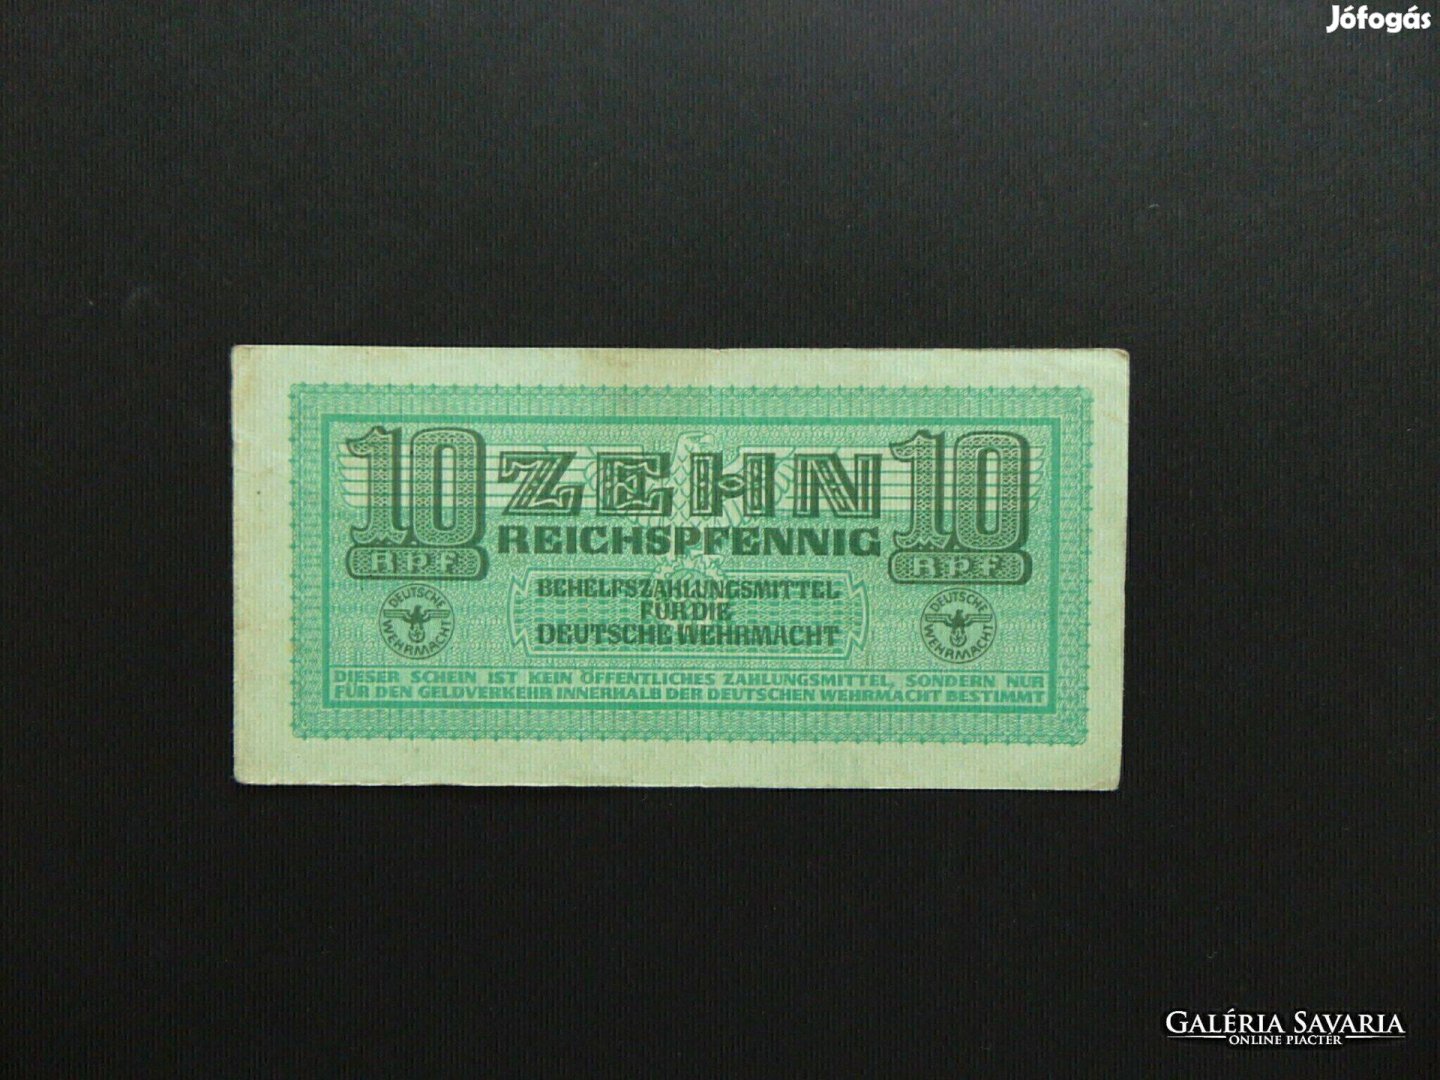 Jófogás
10 ZEHN 10
REICHSPFENNIG
RPF RPF
BEHELFSZAHLUNGSMITTEL
FÜR DIE
DEUTSCHE WEHRMACHT
DEUTSCHE WEHRMACHT
DEUTSCHE WEHRMACHT
DIESER SCHEIN IST KEIN ÖFFENTLICHES ZAHLUNGSMITTEL, SONDERN NUR
FÜR DEN GELDVERKEHR INNERHALB DER DEUTSCHEN WEHRMACHT BESTIMMT
GALÉRIA SAVARIA
ONLINE PIACTÉR